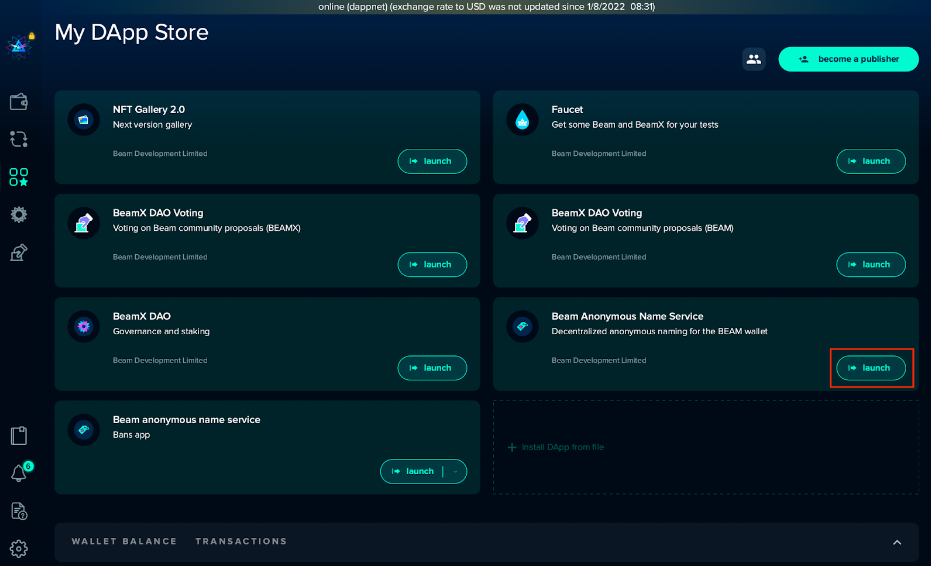 online (dappnet) (exchange rate to USD was not updated since 1/8/2022 08:31)
My DApp Store
become a publisher
NFT Gallery 2.0
Next version gallery
Beam Development Limited
launch
Faucet
Get some Beam and BeamX for your tests
Beam Development Limited
launch
BeamX DAO Voting
Voting on Beam community proposals (BEAMX)
Beam Development Limited
launch
BeamX DAO Voting
Voting on Beam community proposals (BEAM)
Beam Development Limited
launch
BeamX DAO
Governance and staking
Beam Development Limited
launch
Beam Anonymous Name Service
Decentralized anonymous naming for the BEAM wallet
Beam Development Limited
launch
Beam anonymous name service
Bans app
launch
Install DApp from file
6
WALLET BALANCE TRANSACTIONS